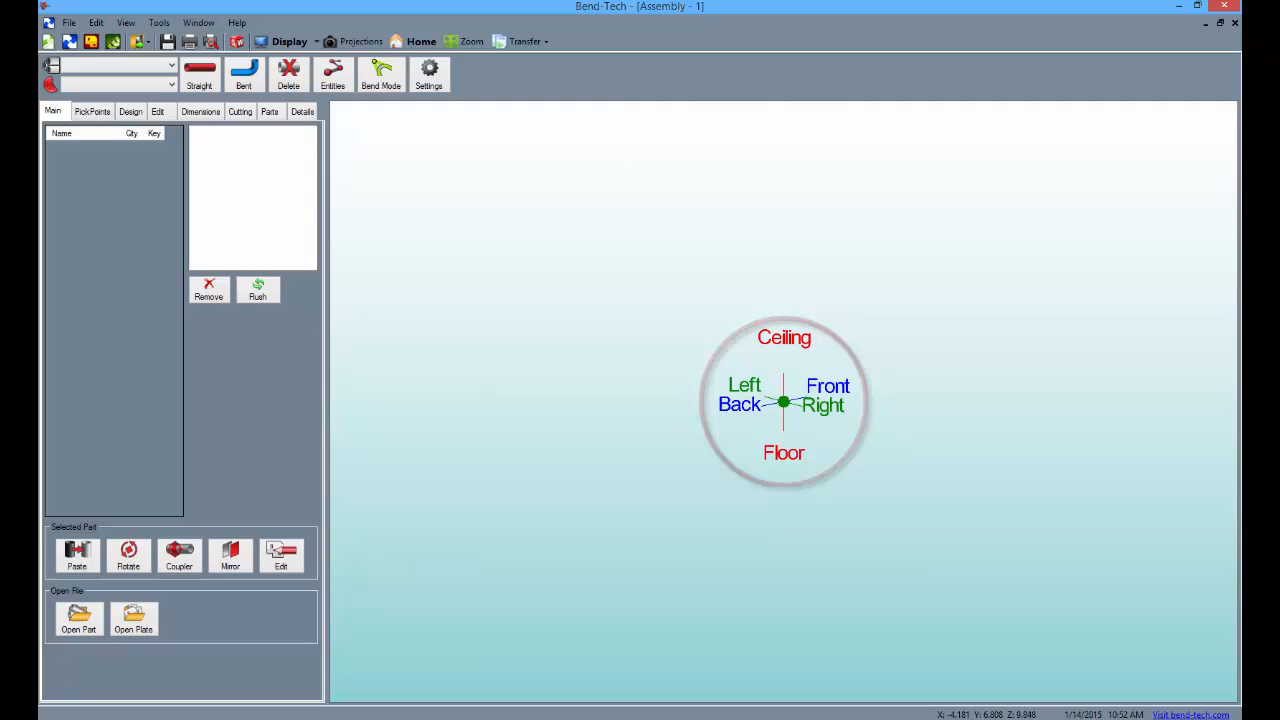 Bend-Tech - [Assembly - 1]
File Edit View Tools Window Help
Display Projections Home Zoom Transfer
Straight Bent Delete Entities Bend Mode Settings
Main PickPoints Design Edit Dimensions Cutting Parts Details
Name Qty Key
Remove Flush
Ceiling
Left Front
Back Right
Floor
Selected Part
Paste Rotate Coupler Mirror Edit
Open File
Open Part Open Plate
X: -4.181 Y: 6.808 Z: 9.848 1/14/2015 10:52 AM Visit bend-tech.com